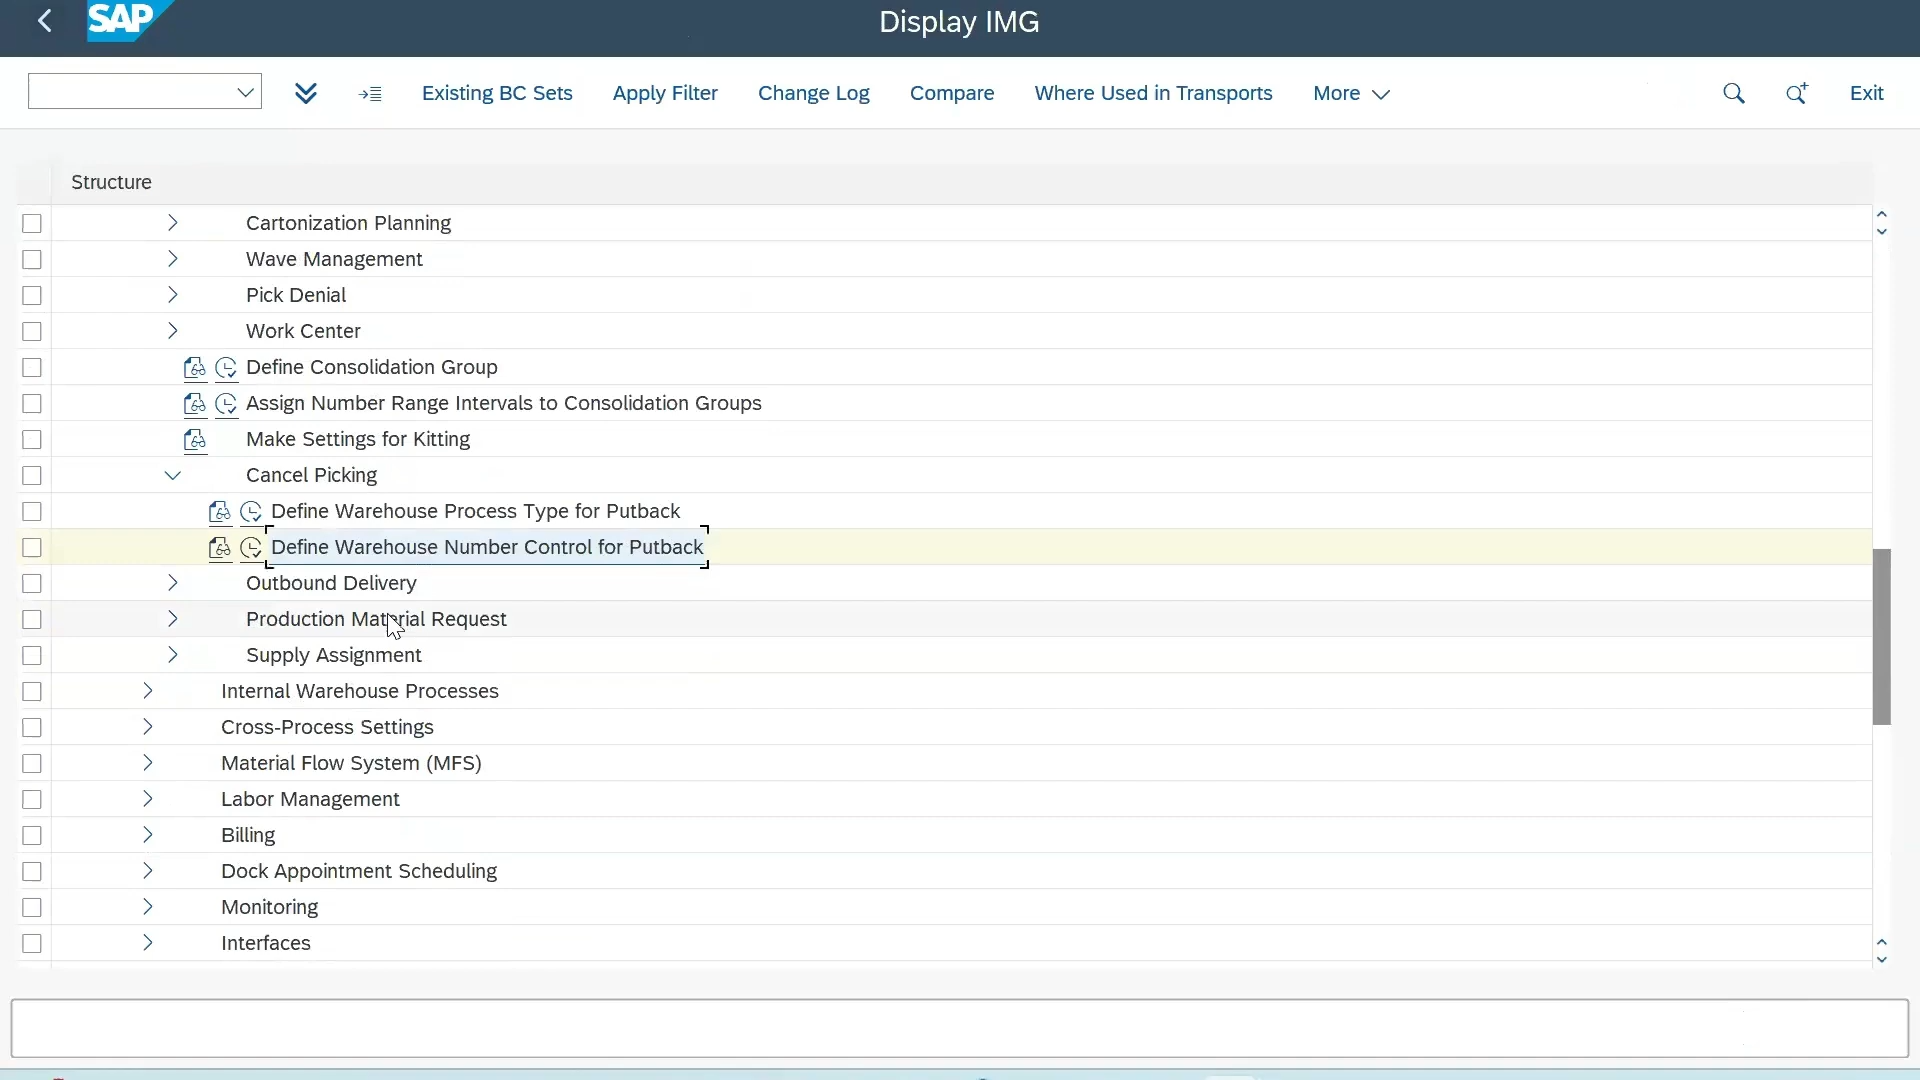 SAP
Display IMG
Existing BC Sets
Apply Filter
Change Log
Compare
Where Used in Transports
More
Exit
Structure
Cartonization Planning
Wave Management
Pick Denial
Work Center
Define Consolidation Group
Assign Number Range Intervals to Consolidation Groups
Make Settings for Kitting
Cancel Picking
Define Warehouse Process Type for Putback
Define Warehouse Number Control for Putback
Outbound Delivery
Production Material Request
Supply Assignment
Internal Warehouse Processes
Cross-Process Settings
Material Flow System (MFS)
Labor Management
Billing
Dock Appointment Scheduling
Monitoring
Interfaces